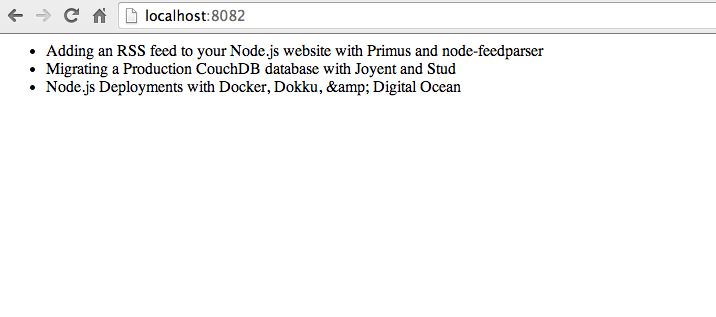 localhost:8082
• Adding an RSS feed to your Node.js website with Primus and node-feedparser
• Migrating a Production CouchDB database with Joyent and Stud
• Node.js Deployments with Docker, Dokku, &amp; Digital Ocean